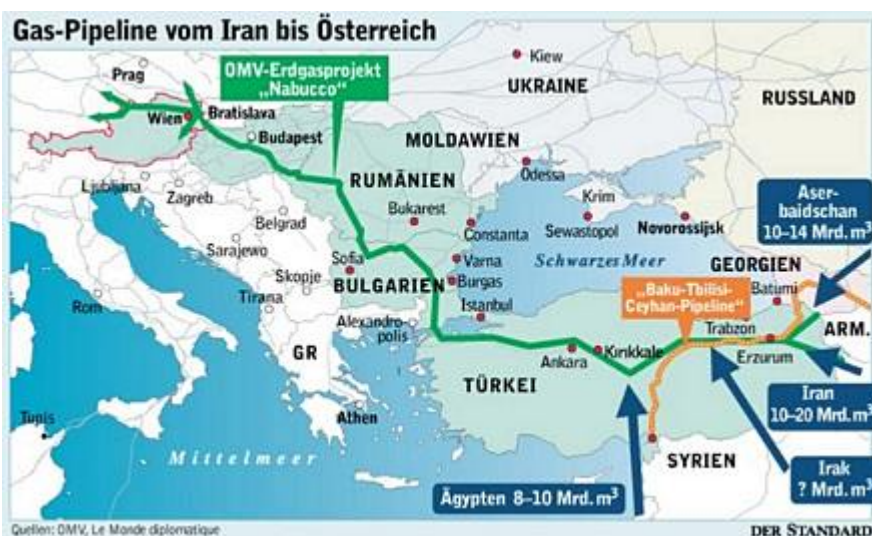 Gas-Pipeline vom Iran bis Österreich
Prag
OMV-Erdgasprojekt
„Nabucco“
Kiew
UKRAINE
RUSSLAND
Wien
Bratislava
Budapest
MOLDAWIEN
Odessa
Ljubljana
Zagreb
RUMÄNIEN
Krim
Aser-
baidschan
10–14 Mrd. m³
Belgrad
Bukarest
Constanta
Sewastopol
Noworossijsk
Sarajewo
Sofia
Varna
Schwarzes Meer
GEORGIEN
Skopje
BULGARIEN
Burgas
„Baku-Tbilisi-
Ceyhan-Pipeline“
Batumi
Rom
Tirana
Istanbul
Alexandro-
polis
Trabzon
ARM.
GR
Ankara
Kırıkkale
Erzurum
TÜRKEI
Iran
10–20 Mrd. m³
Tunis
Athen
Mittelmeer
SYRIEN
Irak
? Mrd. m³
Ägypten 8–10 Mrd. m³
Quellen: OMV, Le Monde diplomatique
DER STANDARD